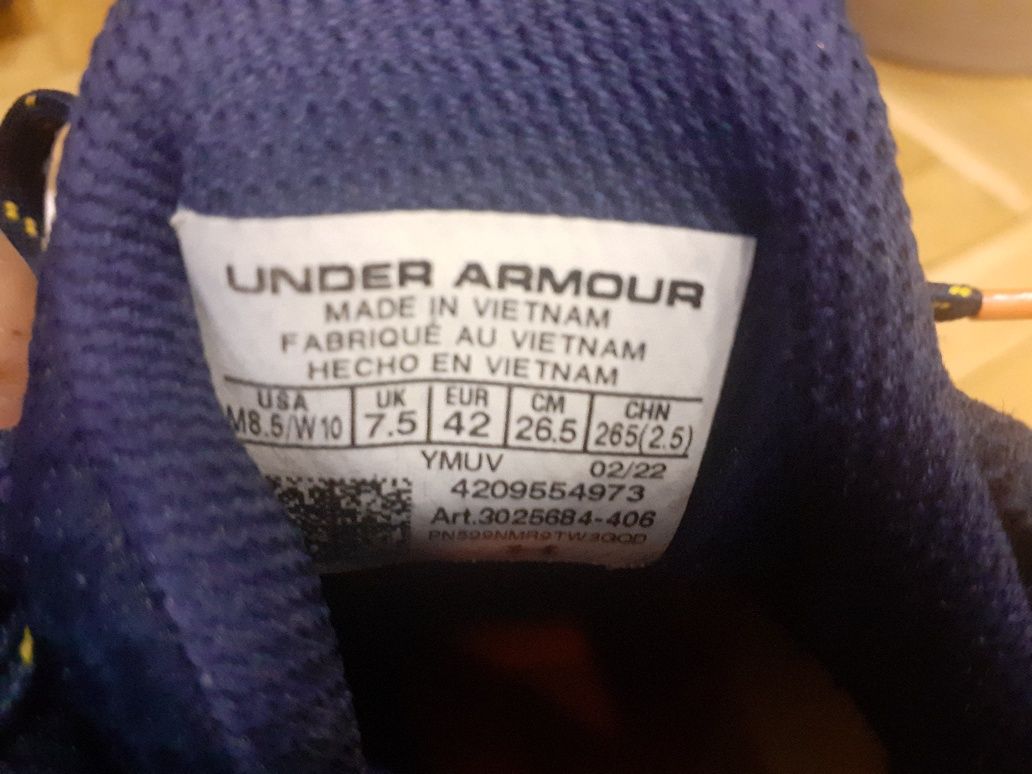 UNDER ARMOUR
MADE IN VIETNAM
FABRIQUÉ AU VIETNAM
HECHO EN VIETNAM
USA UK EUR CM CHN
M8.5/W10 7.5 42 26.5 265(2.5)
YMUV 02/22
4209554973
Art.3025684-406